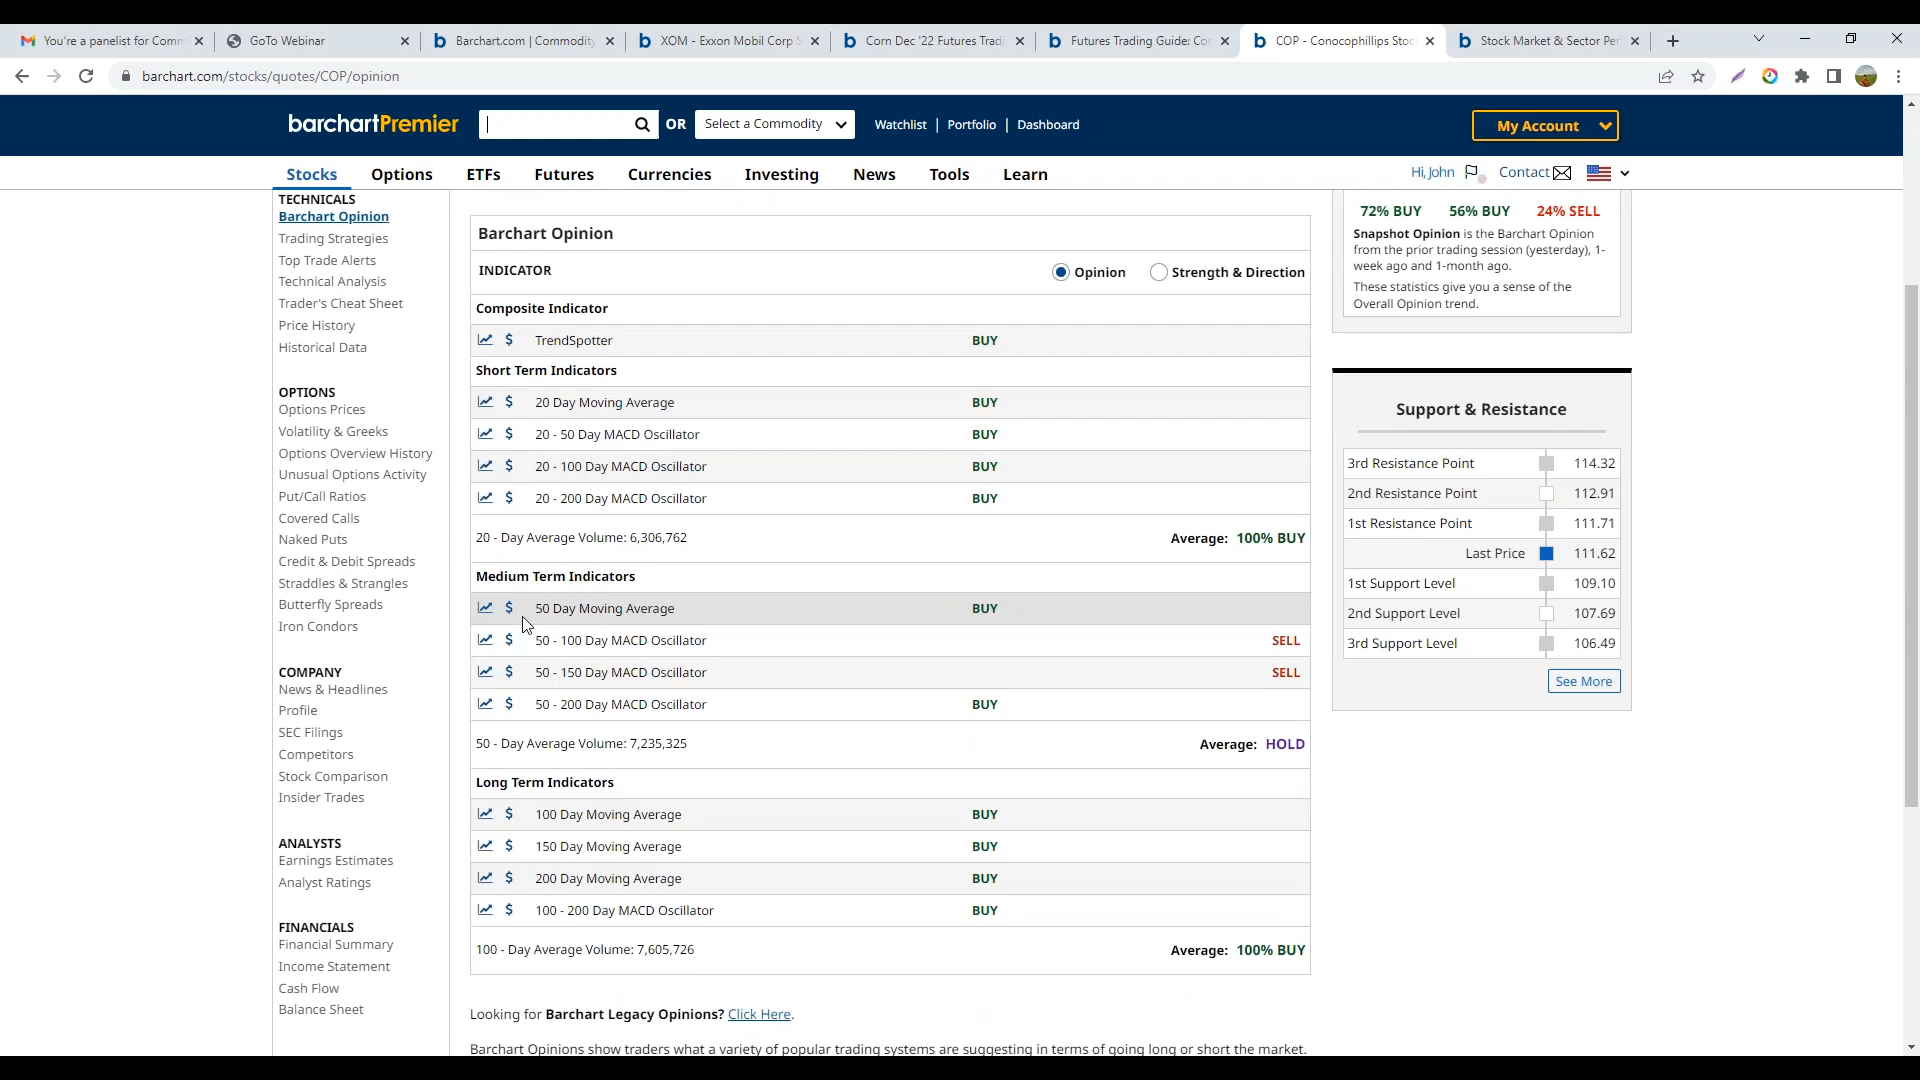 You're a panelist for Comm
GoTo Webinar
Barchart.com | Commodity
XOM - Exxon Mobil Corp S
Corn Dec '22 Futures Tradi
Futures Trading Guide: Co
COP - Conocophillips Stoc
Stock Market & Sector Per
barchart.com/stocks/quotes/COP/opinion
barchartPremier
OR
Select a Commodity
Watchlist | Portfolio | Dashboard
My Account
Stocks
Options
ETFs
Futures
Currencies
Investing
News
Tools
Learn
Hi, John
Contact
TECHNICALS
Barchart Opinion
Trading Strategies
Top Trade Alerts
Technical Analysis
Trader's Cheat Sheet
Price History
Historical Data
OPTIONS
Options Prices
Volatility & Greeks
Options Overview History
Unusual Options Activity
Put/Call Ratios
Covered Calls
Naked Puts
Credit & Debit Spreads
Straddles & Strangles
Butterfly Spreads
Iron Condors
COMPANY
News & Headlines
Profile
SEC Filings
Competitors
Stock Comparison
Insider Trades
ANALYSTS
Earnings Estimates
Analyst Ratings
FINANCIALS
Financial Summary
Income Statement
Cash Flow
Balance Sheet
Barchart Opinion
INDICATOR Opinion Strength & Direction
Composite Indicator
$ TrendSpotter BUY
Short Term Indicators
$ 20 Day Moving Average BUY
$ 20 - 50 Day MACD Oscillator BUY
$ 20 - 100 Day MACD Oscillator BUY
$ 20 - 200 Day MACD Oscillator BUY
20 - Day Average Volume: 6,306,762 Average: 100% BUY
Medium Term Indicators
$ 50 Day Moving Average BUY
$ 50 - 100 Day MACD Oscillator SELL
$ 50 - 150 Day MACD Oscillator SELL
$ 50 - 200 Day MACD Oscillator BUY
50 - Day Average Volume: 7,235,325 Average: HOLD
Long Term Indicators
$ 100 Day Moving Average BUY
$ 150 Day Moving Average BUY
$ 200 Day Moving Average BUY
$ 100 - 200 Day MACD Oscillator BUY
100 - Day Average Volume: 7,605,726 Average: 100% BUY
Looking for Barchart Legacy Opinions? Click Here.
Barchart Opinions show traders what a variety of popular trading systems are suggesting in terms of going long or short the market.
72% BUY 56% BUY 24% SELL
Snapshot Opinion is the Barchart Opinion
from the prior trading session (yesterday), 1-
week ago and 1-month ago.
These statistics give you a sense of the
Overall Opinion trend.
Support & Resistance
3rd Resistance Point 114.32
2nd Resistance Point 112.91
1st Resistance Point 111.71
Last Price 111.62
1st Support Level 109.10
2nd Support Level 107.69
3rd Support Level 106.49
See More